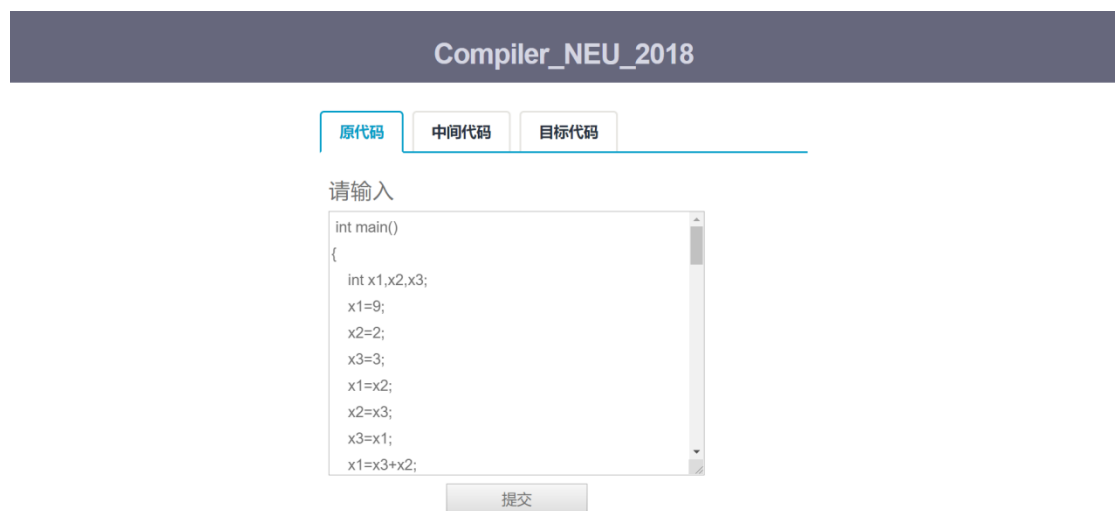 Compiler_NEU_2018
原代码 中间代码 目标代码
请输入
int main()
{
int x1,x2,x3;
x1=9;
x2=2;
x3=3;
x1=x2;
x2=x3;
x3=x1;
x1=x3+x2;
提交